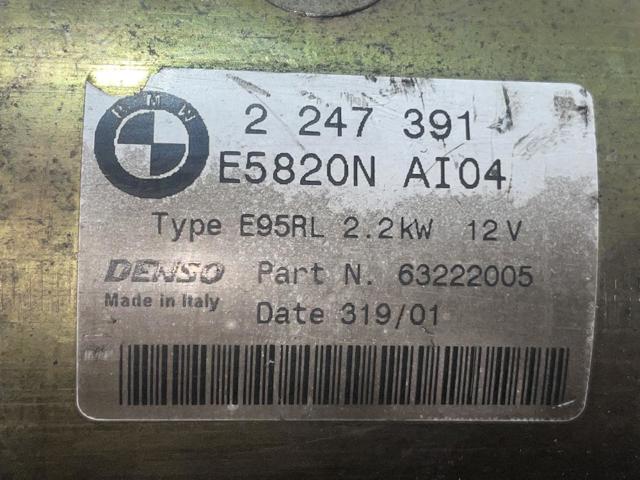 BMW
2 247 391
E5820N AI04
Type E95RL 2.2kW 12V
DENSO Part N. 63222005
Made in Italy
Date 319/01